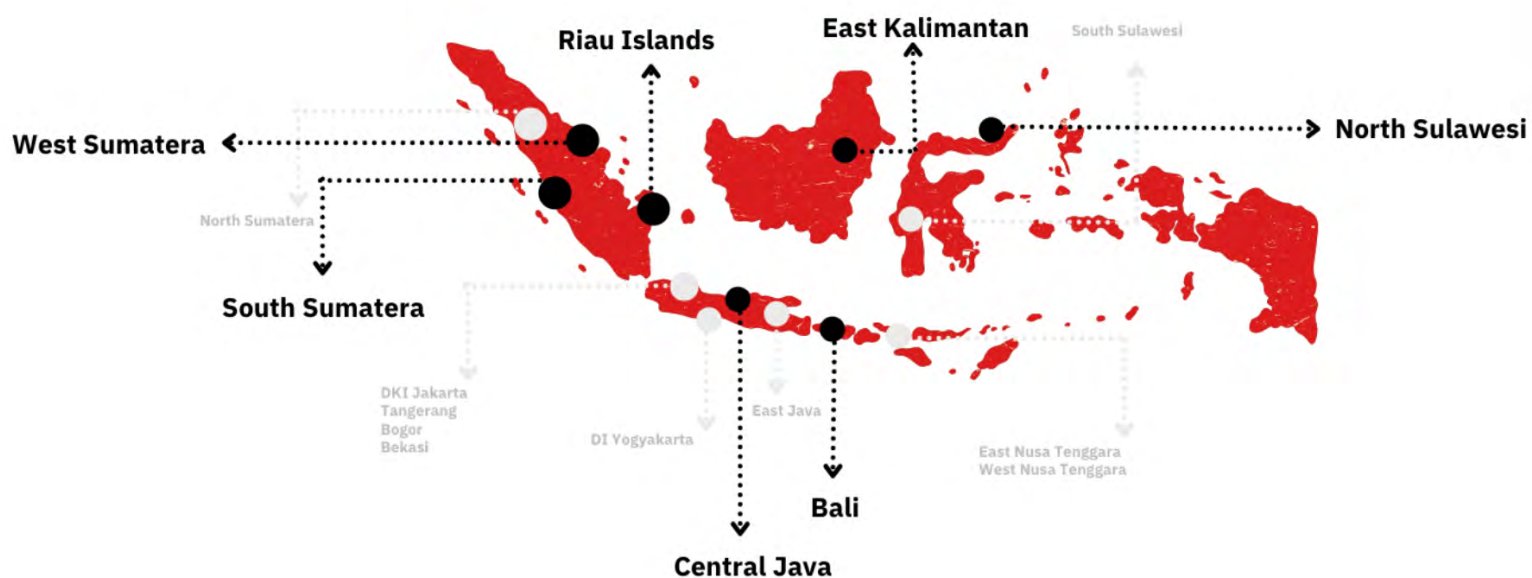 East Kalimantan
South Sulawesi
Riau Islands
North Sulawesi
West Sumatera
North Sumatera
South Sumatera
DKI Jakarta
Tangerang
Bogor
Bekasi
East Java
DI Yogyakarta
East Nusa Tenggara
West Nusa Tenggara
Bali
Central Java